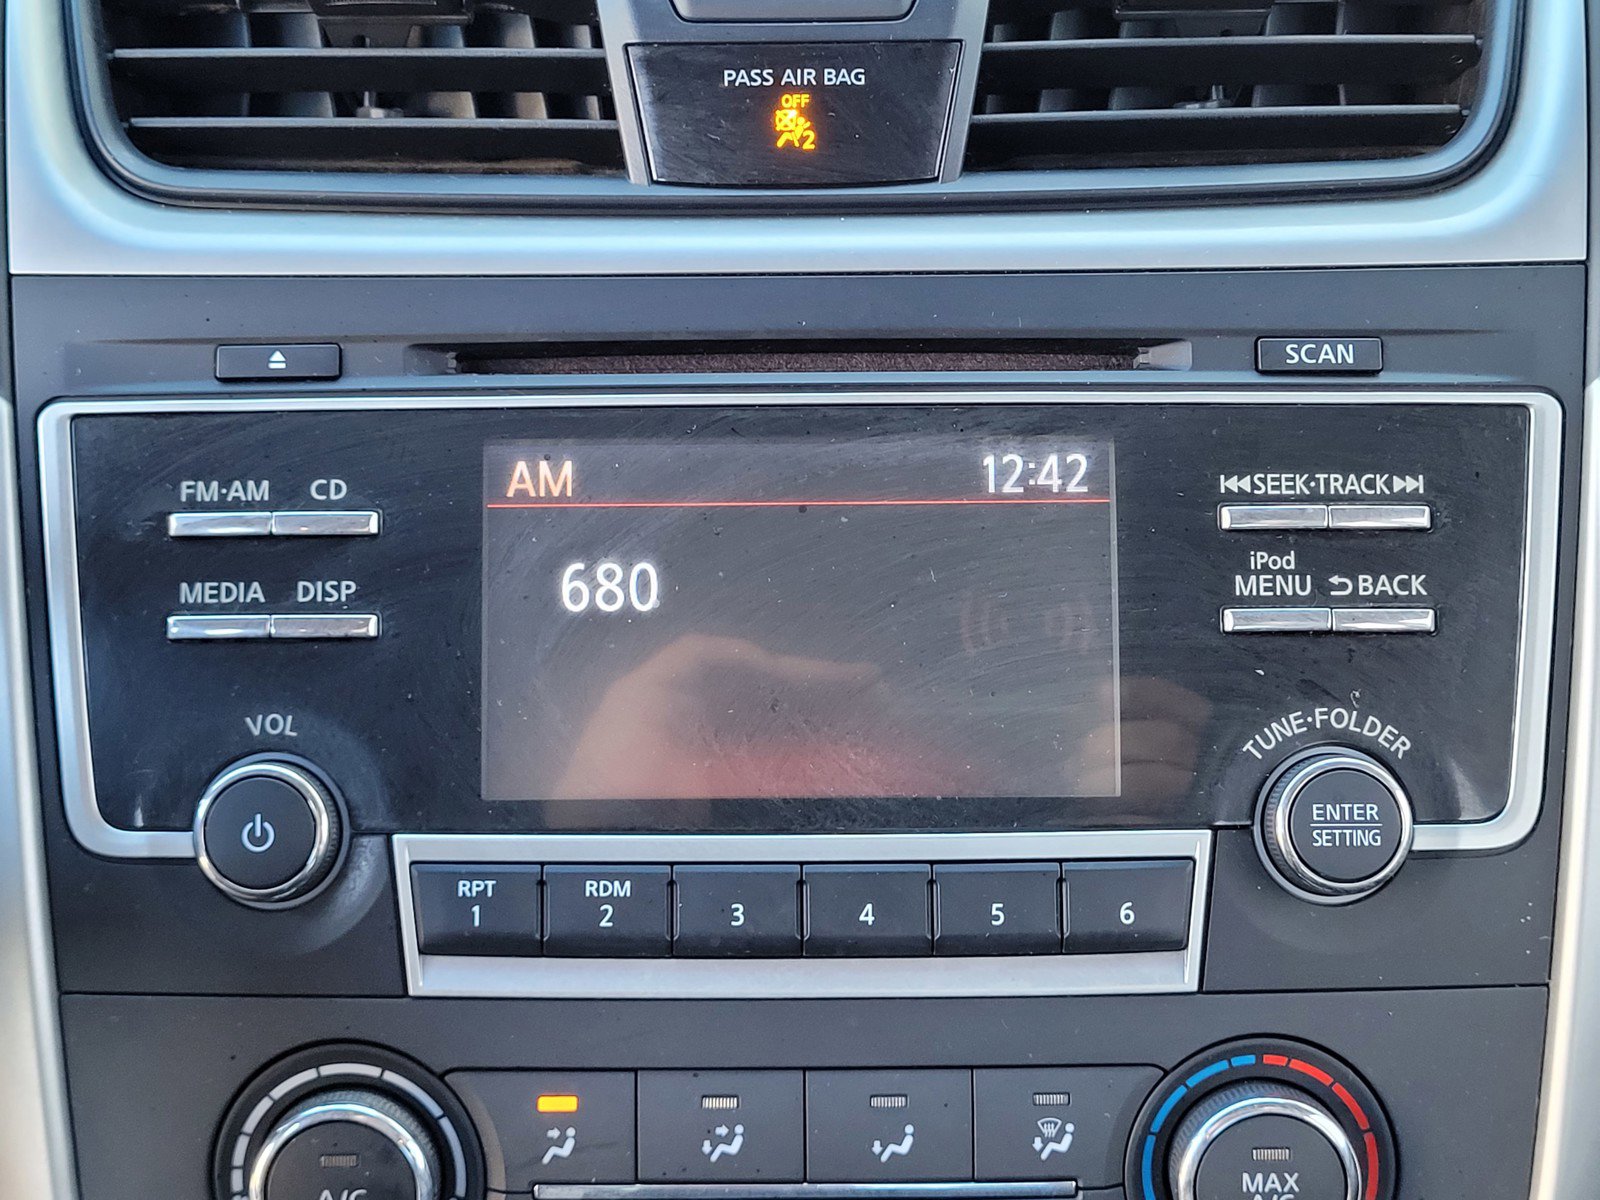 PASS AIR BAG
OFF
2
SCAN
FM·AM CD
AM 12:42
SEEK·TRACK
680
MEDIA DISP
iPod
MENU BACK
VOL
TUNE·FOLDER
ENTER
SETTING
RPT RDM
1 2 3 4 5 6
A/C
MAX
A/C